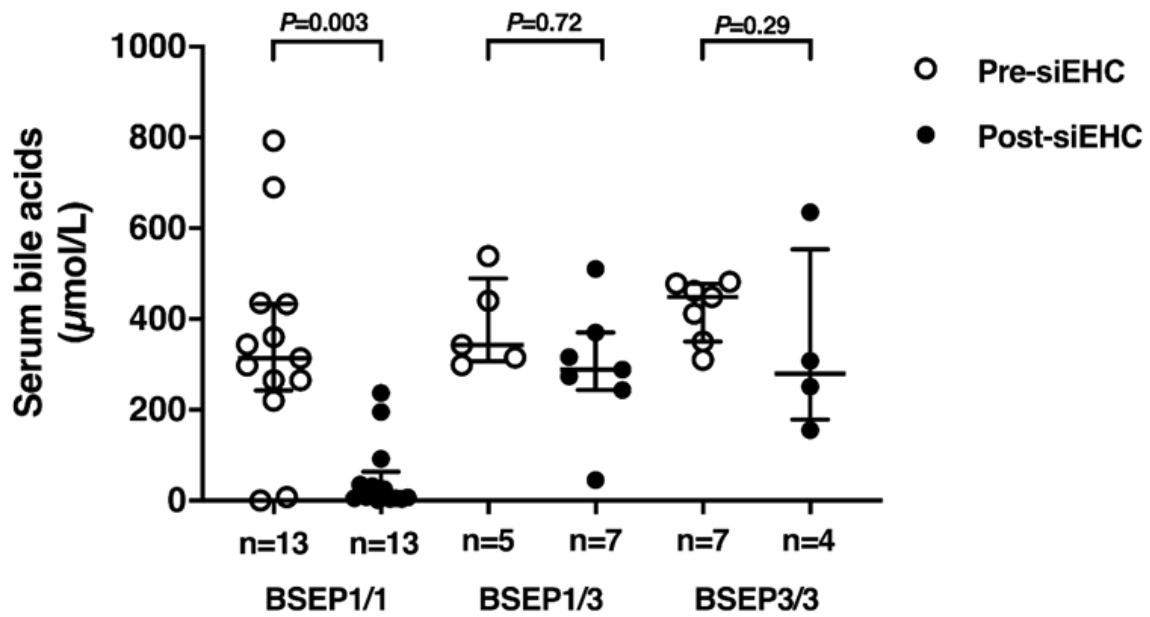 P=0.003 P=0.72 P=0.29
1000
800
600
400
200
0
Serum bile acids
(µmol/L)
Pre-siEHC
Post-siEHC
n=13 n=13 n=5 n=7 n=7 n=4
BSEP1/1 BSEP1/3 BSEP3/3